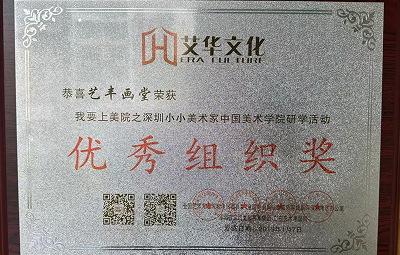 艾华文化
ERA CULTURE
恭喜艺丰画堂荣获
我要上美院之深圳小小美术家中国美术学院研学活动
优秀组织奖